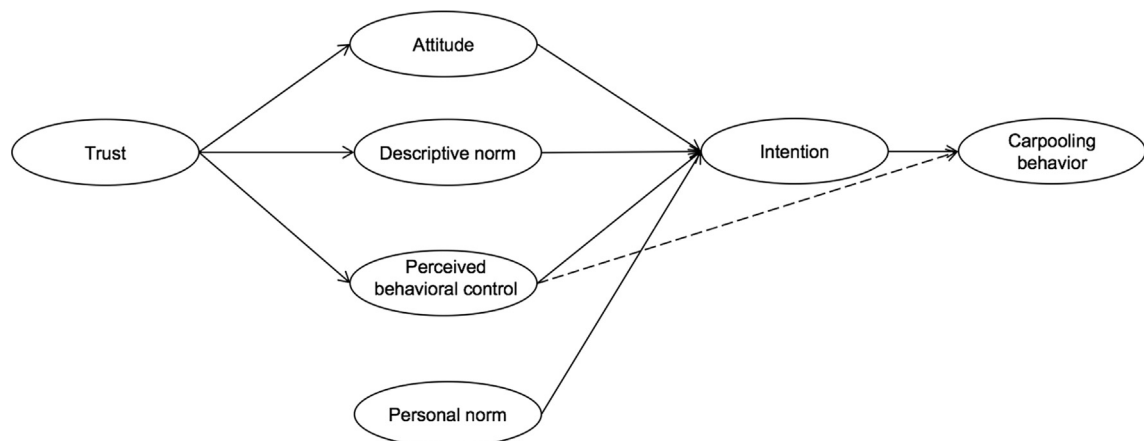 Attitude
Trust
Descriptive norm
Intention
Carpooling
behavior
Perceived
behavioral control
Personal norm